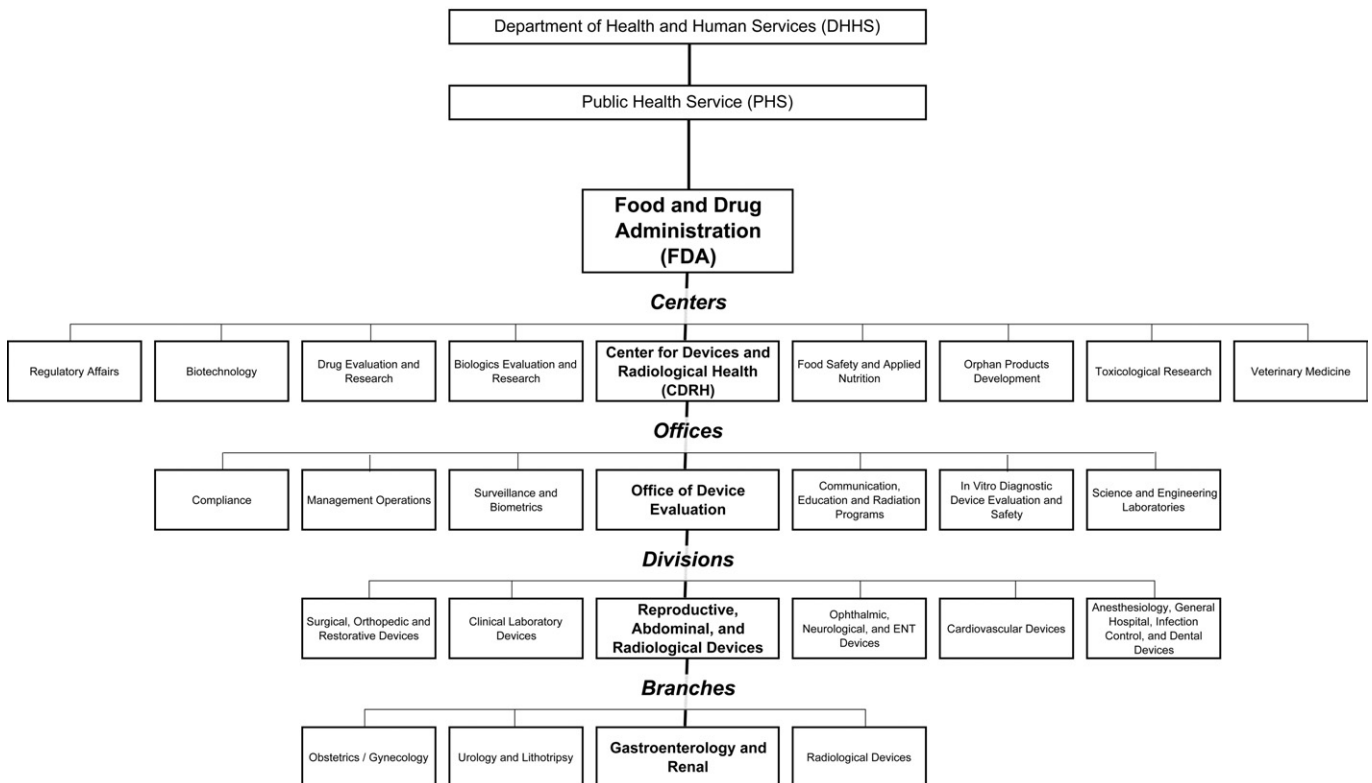 Department of Health and Human Services (DHHS)
Public Health Service (PHS)
Food and Drug
Administration
(FDA)
Centers
Regulatory Affairs
Biotechnology
Drug Evaluation and
Research
Biologics Evaluation and
Research
Center for Devices and
Radiological Health
(CDRH)
Food Safety and Applied
Nutrition
Orphan Products
Development
Toxicological Research
Veterinary Medicine
Offices
Compliance
Management Operations
Surveillance and
Biometrics
Office of Device
Evaluation
Communication,
Education and Radiation
Programs
In Vitro Diagnostic
Device Evaluation and
Safety
Science and Engineering
Laboratories
Divisions
Surgical, Orthopedic and
Restorative Devices
Clinical Laboratory
Devices
Reproductive,
Abdominal, and
Radiological Devices
Ophthalmic,
Neurological, and ENT
Devices
Cardiovascular Devices
Anesthesiology, General
Hospital, Infection
Control, and Dental
Devices
Branches
Obstetrics / Gynecology
Urology and Lithotripsy
Gastroenterology and
Renal
Radiological Devices